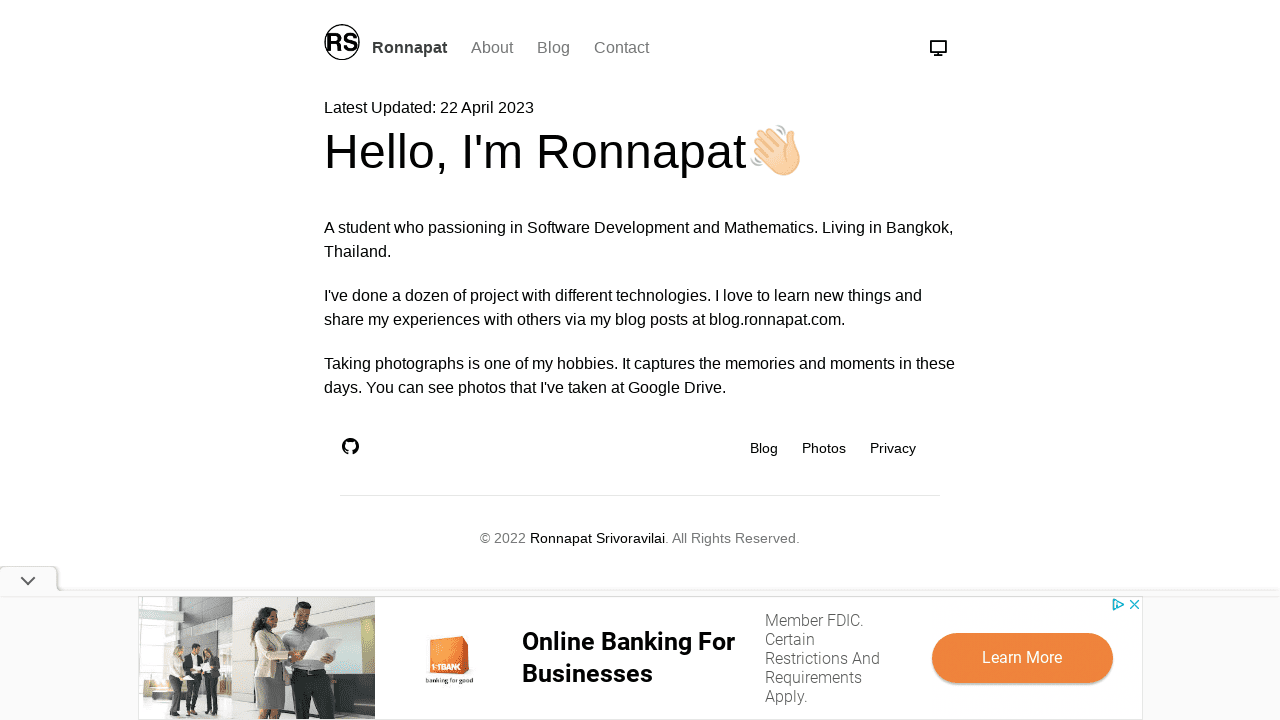 RS
Ronnapat About Blog Contact
Latest Updated: 22 April 2023
Hello, I'm Ronnapat👋🏻
A student who passioning in Software Development and Mathematics. Living in Bangkok,
Thailand.
I've done a dozen of project with different technologies. I love to learn new things and
share my experiences with others via my blog posts at blog.ronnapat.com.
Taking photographs is one of my hobbies. It captures the memories and moments in these
days. You can see photos that I've taken at Google Drive.
Blog Photos Privacy
© 2022 Ronnapat Srivoravilai. All Rights Reserved.
Online Banking For
Businesses
Member FDIC.
Certain
Restrictions And
Requirements
Apply.
Learn More
1STBANK
banking for good